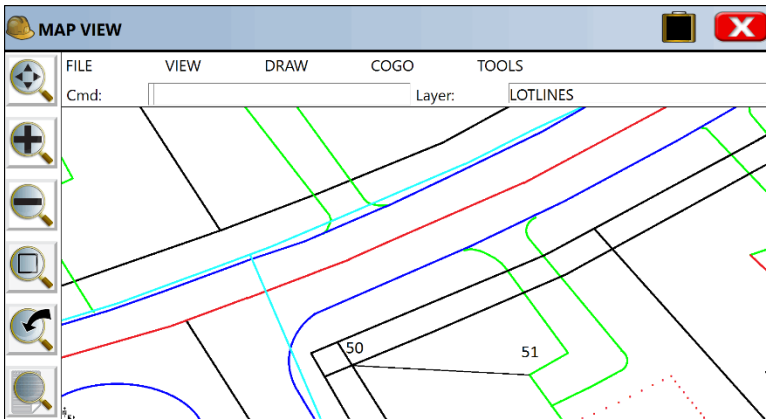 MAP VIEW
FILE VIEW DRAW COGO TOOLS
Cmd: Layer: LOTLINES
50
51